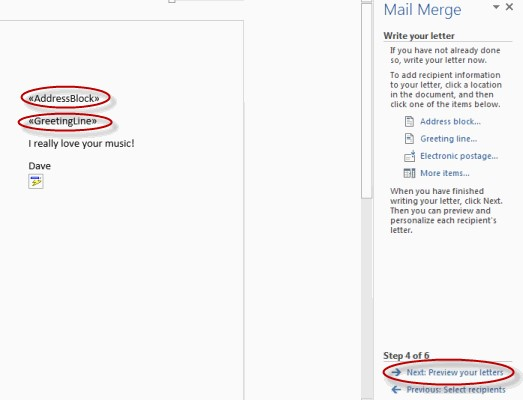 «AddressBlock»
«GreetingLine»
I really love your music!
Dave
Mail Merge
Write your letter
If you have not already done
so, write your letter now.
To add recipient information
to your letter, click a location
in the document, and then
click one of the items below.
Address block...
Greeting line...
Electronic postage...
More items...
When you have finished
writing your letter, click Next.
Then you can preview and
personalize each recipient's
letter.
Step 4 of 6
Next: Preview your letters
Previous: Select recipients